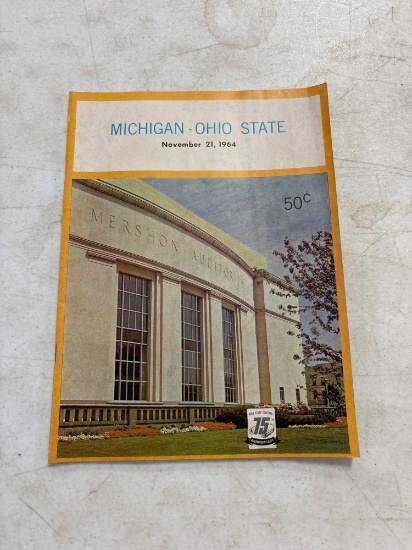 MICHIGAN - OHIO STATE
November 21, 1964
50¢
MERSHON AUDITOR
75